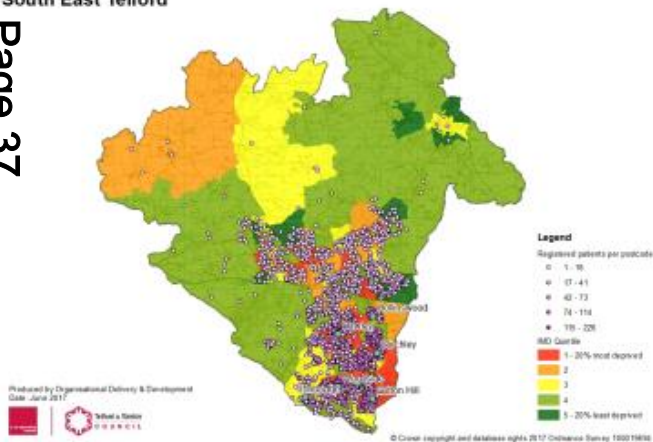 South East Telford
Page 37
Legend
Registered patients per postcode
1 - 16
17 - 41
42 - 73
74 - 114
115 - 226
IMD Quintile
1 - 20% most deprived
2
3
4
5 - 20% least deprived
Produced by Organisational Delivery & Development
Date -June 2017
Telford & Wrekin
COUNCIL
© Crown copyright and database rights 2017 Ordnance Survey